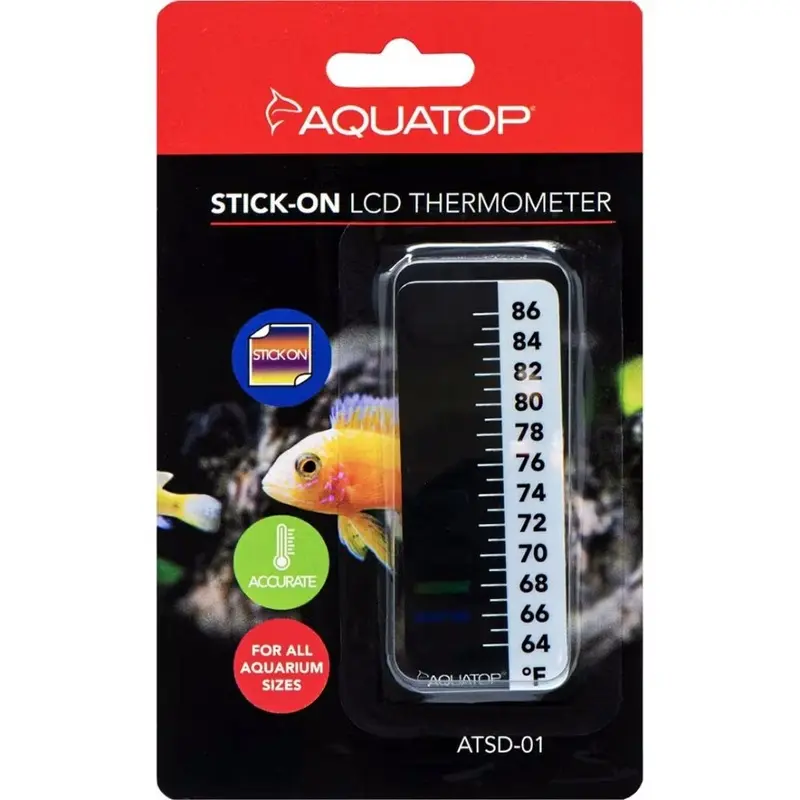 AQUATOP®
STICK-ON LCD THERMOMETER
STICK ON
ACCURATE
FOR ALL
AQUARIUM
SIZES
86
84
82
80
78
76
74
72
70
68
66
64
°F
AQUATOP
ATSD-01